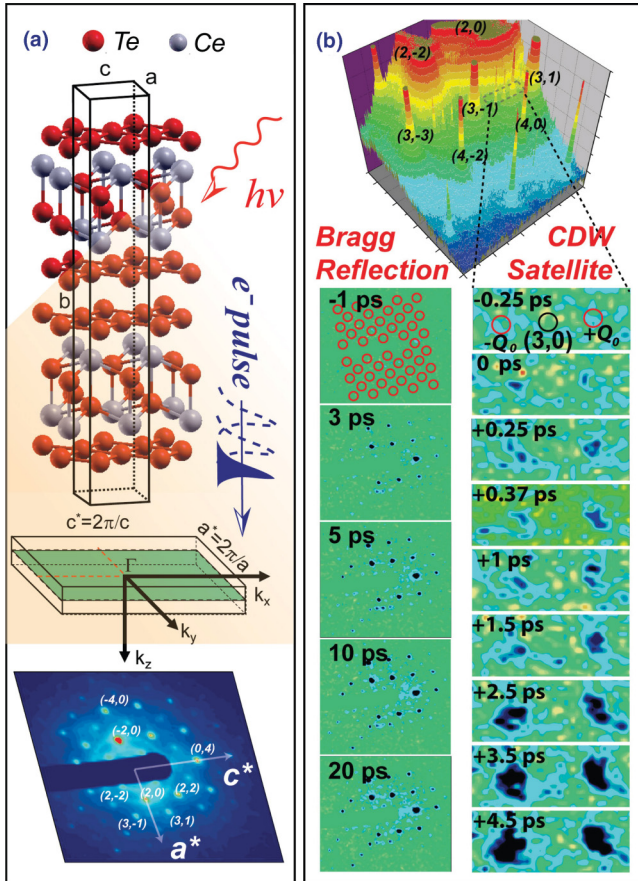 (a)
Te
Ce
c
a
hν
b
e⁻ pulse
c*=2π/c
a*=2π/a
Γ
k_x
k_y
k_z
(-4,0)
(-2,0)
(0,4)
c*
(2,-2)
(2,0)
(2,2)
(3,-1)
(3,1)
a*
(b)
(2,0)
(2,-2)
(3,1)
(3,-1)
(3,-3)
(4,0)
(4,-2)
Bragg
Reflection
CDW
Satellite
-1 ps
3 ps
5 ps
10 ps
20 ps
-0.25 ps
-Q₀ (3,0) +Q₀
0 ps
+0.25 ps
+0.37 ps
+1 ps
+1.5 ps
+2.5 ps
+3.5 ps
+4.5 ps